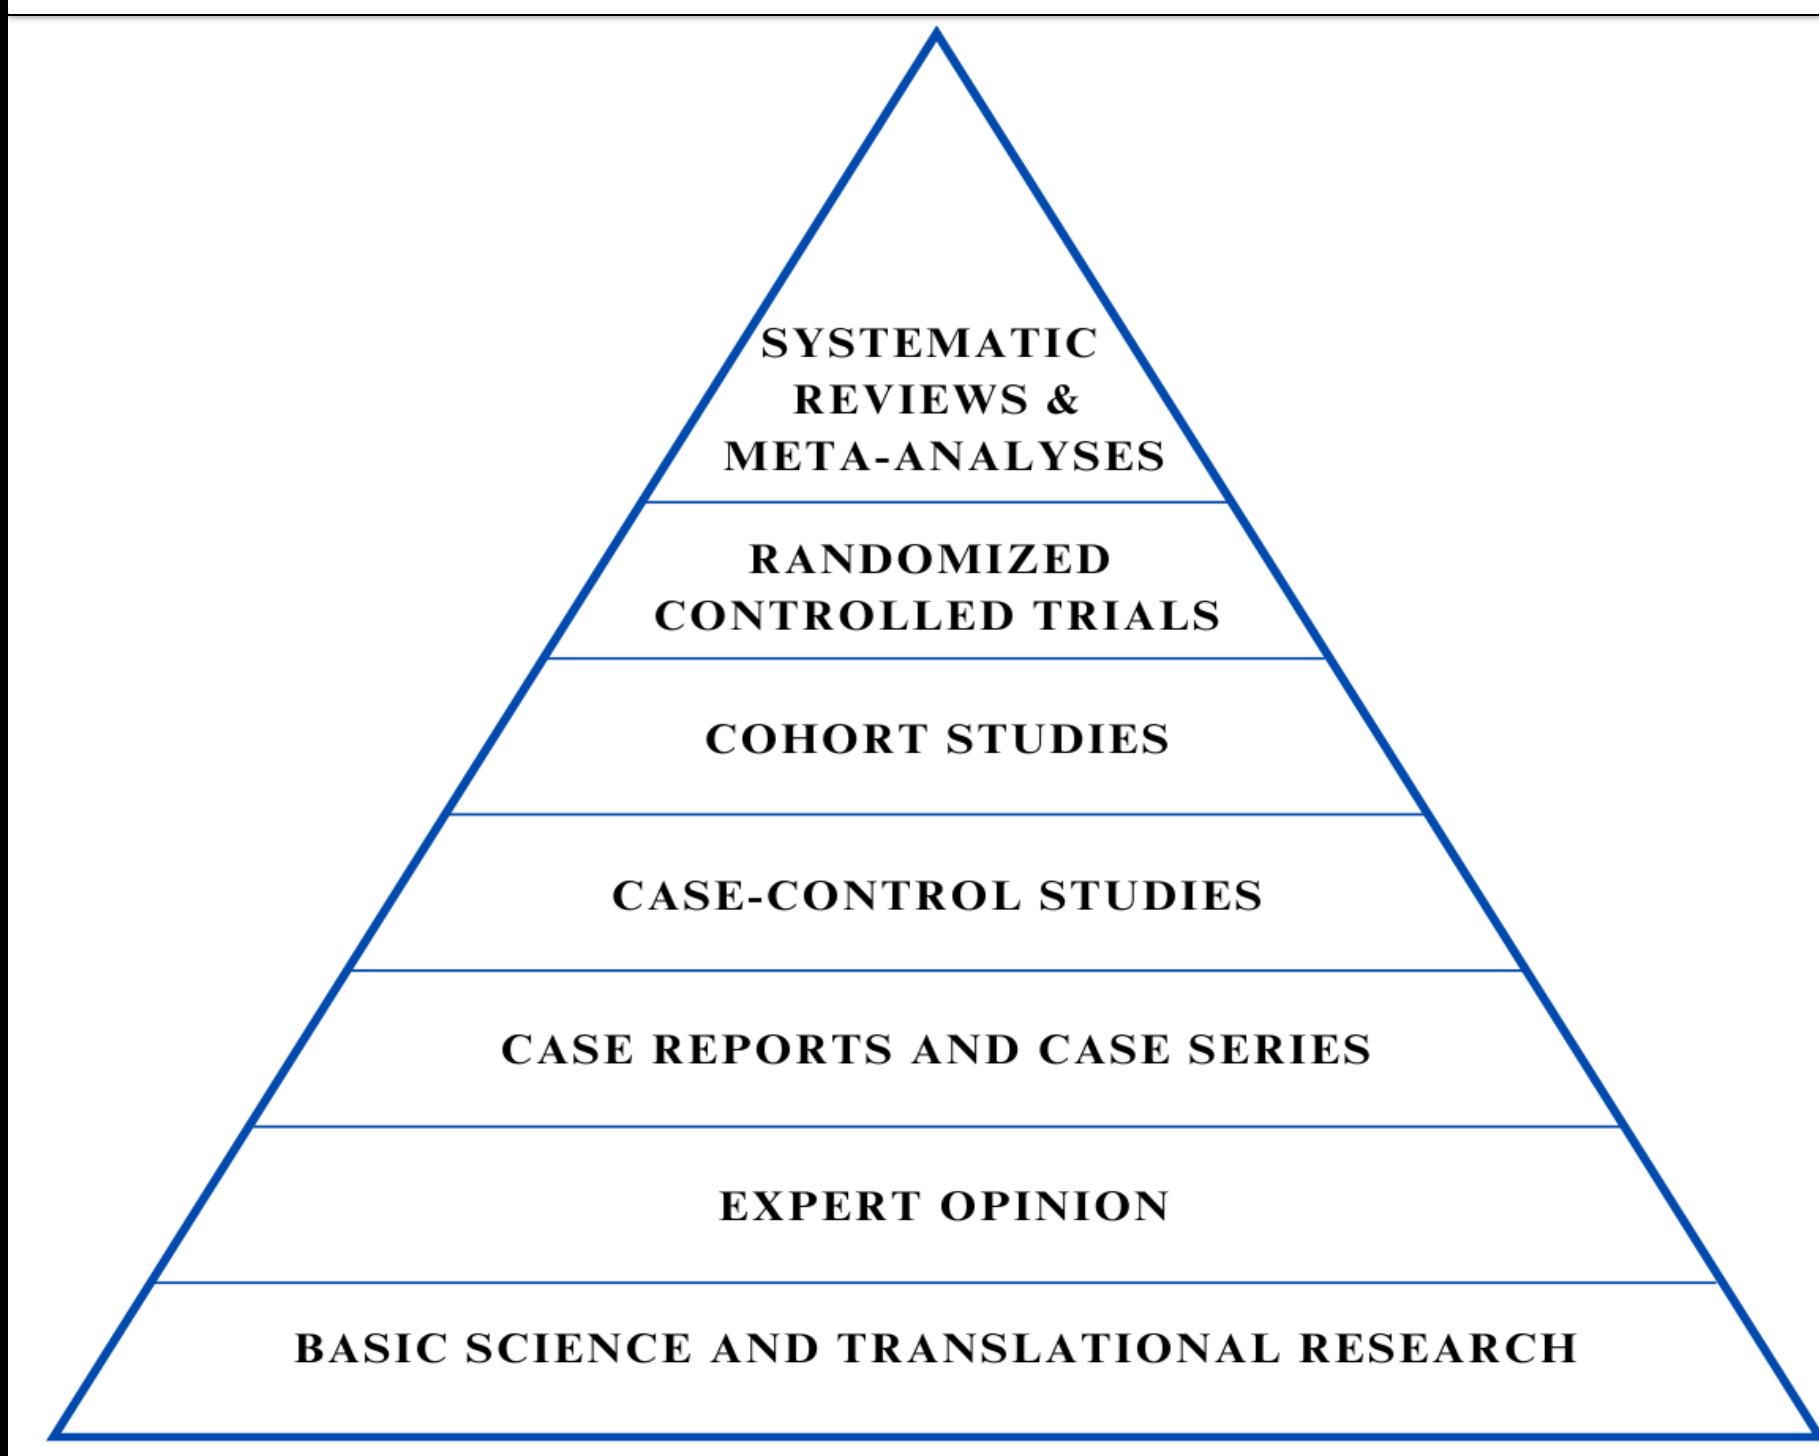 SYSTEMATIC
REVIEWS &
META-ANALYSES
RANDOMIZED
CONTROLLED TRIALS
COHORT STUDIES
CASE-CONTROL STUDIES
CASE REPORTS AND CASE SERIES
EXPERT OPINION
BASIC SCIENCE AND TRANSLATIONAL RESEARCH